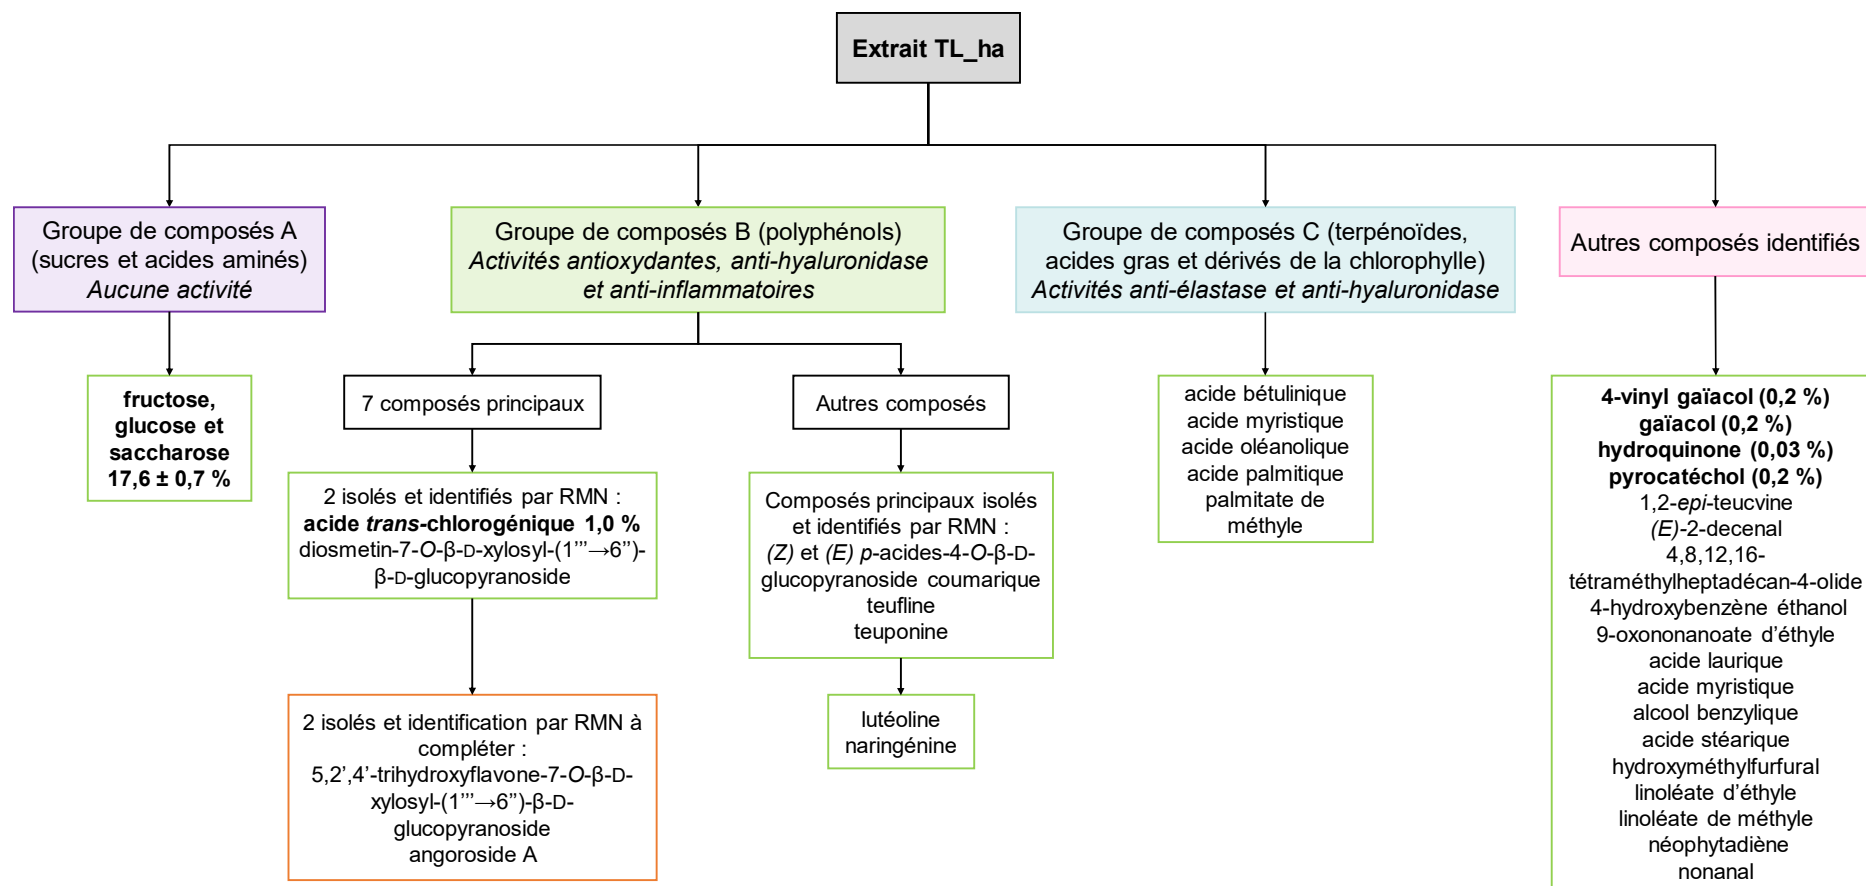 Extrait TL_ha
Groupe de composés A
(sucres et acides aminés)
Aucune activité
Groupe de composés B (polyphénols)
Activités antioxydantes, anti-hyaluronidase
et anti-inflammatoires
Groupe de composés C (terpénoïdes,
acides gras et dérivés de la chlorophylle)
Activités anti-élastase et anti-hyaluronidase
Autres composés identifiés
fructose,
glucose et
saccharose
17,6 ± 0,7 %
7 composés principaux
2 isolés et identifiés par RMN :
acide trans-chlorogénique 1,0 %
diosmetin-7-O-β-D-xylosyl-(1’’’→6’’)-
β-D-glucopyranoside
2 isolés et identification par RMN à
compléter :
5,2’,4’-trihydroxyflavone-7-O-β-D-
xylosyl-(1’’’→6’’)-β-D-
glucopyranoside
angoroside A
Autres composés
Composés principaux isolés
et identifiés par RMN :
(Z) et (E) p-acides-4-O-β-D-
glucopyranoside coumarique
teufline
teuponine
lutéoline
naringénine
acide bétulinique
acide myristique
acide oléanolique
acide palmitique
palmitate de
méthyle
4-vinyl gaïacol (0,2 %)
gaïacol (0,2 %)
hydroquinone (0,03 %)
pyrocatéchol (0,2 %)
1,2-epi-teucvine
(E)-2-decenal
4,8,12,16-
tétraméthylheptadécan-4-olide
4-hydroxybenzène éthanol
9-oxononanoate d’éthyle
acide laurique
acide myristique
alcool benzylique
acide stéarique
hydroxyméthylfurfural
linoléate d’éthyle
linoléate de méthyle
néophytadiène
nonanal